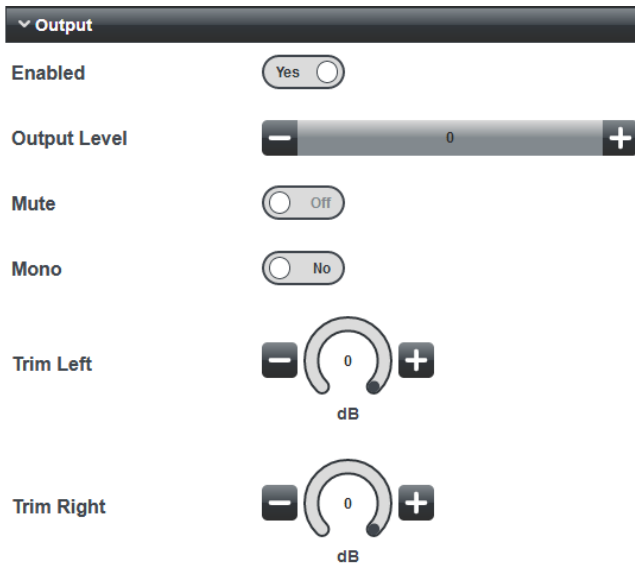 Output
Enabled Yes
Output Level 0
Mute Off
Mono No
Trim Left 0
dB
Trim Right 0
dB